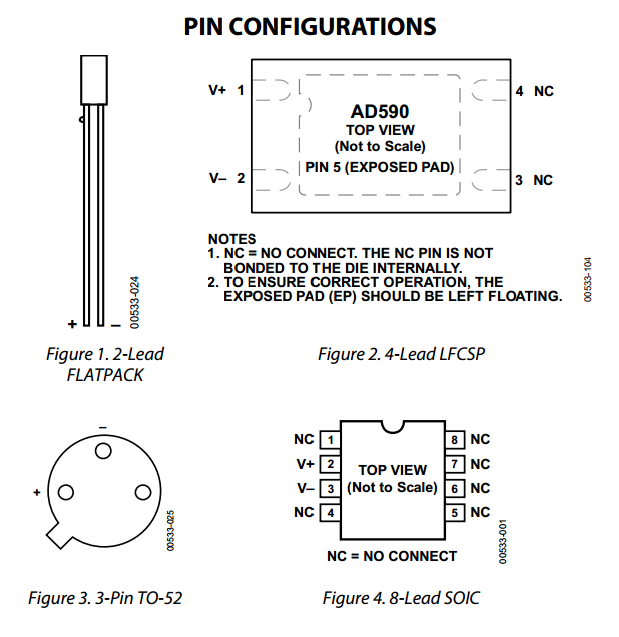 PIN CONFIGURATIONS
+
–
00533-024
Figure 1. 2-Lead
FLATPACK
V+ 1
V– 2
AD590
TOP VIEW
(Not to Scale)
PIN 5 (EXPOSED PAD)
4 NC
3 NC
NOTES
1. NC = NO CONNECT. THE NC PIN IS NOT
BONDED TO THE DIE INTERNALLY.
2. TO ENSURE CORRECT OPERATION, THE
EXPOSED PAD (EP) SHOULD BE LEFT FLOATING.
00533-104
Figure 2. 4-Lead LFCSP
–
+
00533-025
Figure 3. 3-Pin TO-52
NC 1
V+ 2
V– 3
NC 4
TOP VIEW
(Not to Scale)
8 NC
7 NC
6 NC
5 NC
NC = NO CONNECT
00533-001
Figure 4. 8-Lead SOIC